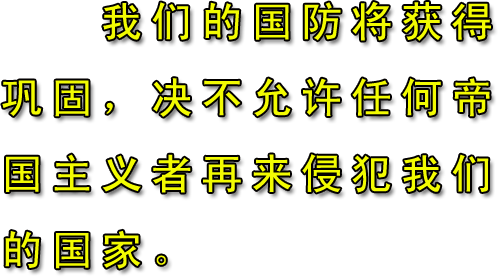 我们的国防将获得
巩固，决不允许任何帝
国主义者再来侵犯我们
的国家。